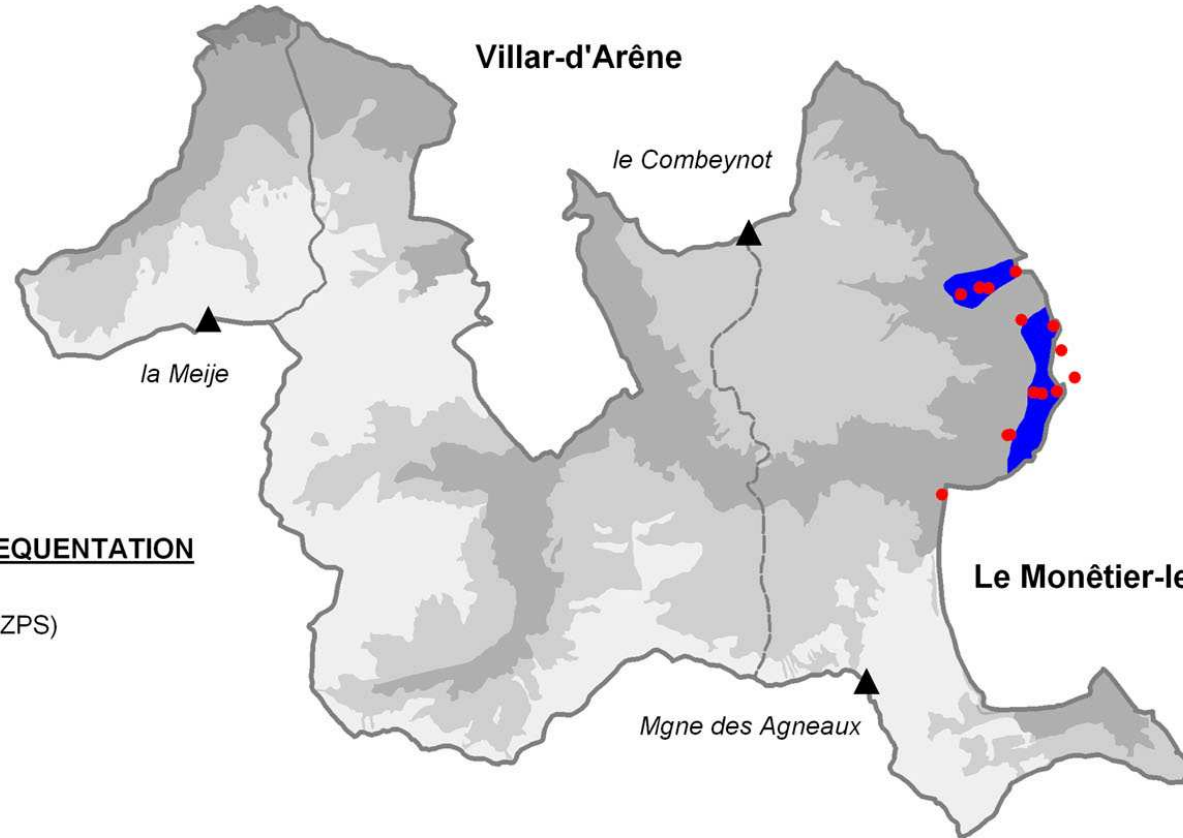 Villar-d'Arêne
le Combeynot
la Meije
EQUENTATION
ZPS)
Le Monêtier-le
Mgne des Agneaux